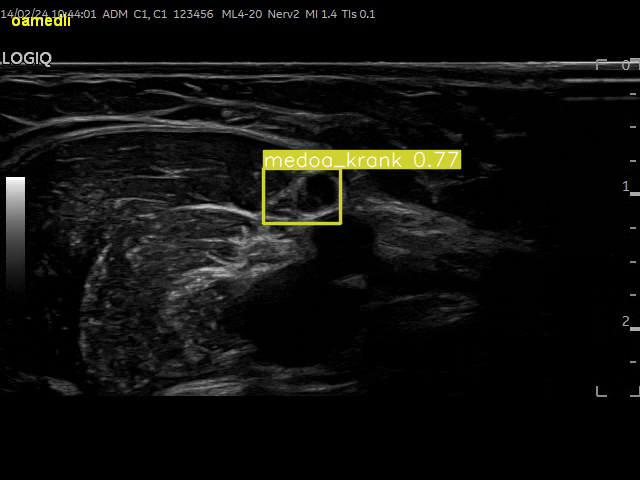 14/02/24 10:44:01 ADM C1, C1 123456 ML4-20 Nerv2 MI 1.4 TIs 0.1
oamedli
LOGIQ
0
medoa_krank 0.77
1
2